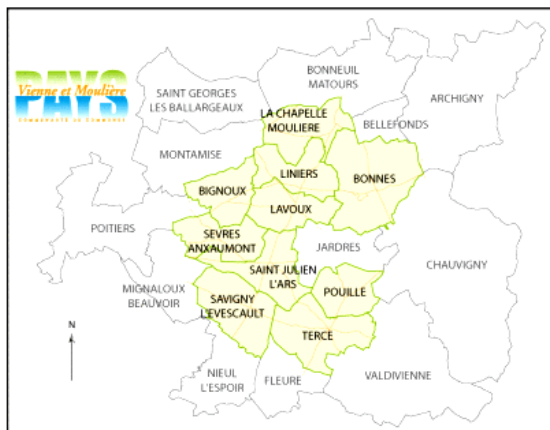 PAYS
Vienne et Moulière
COMMUNAUTE DE COMMUNES
SAINT GEORGES
LES BALLARGEAUX
BONNEUIL
MATOURS
ARCHIGNY
LA CHAPELLE
MOULIERE
BELLEFONDS
MONTAMISE
LINIERS
BONNES
BIGNOUX
LAVOUX
POITIERS
SEVRES
ANXAUMONT
JARDRES
CHAUVIGNY
SAINT JULIEN
L'ARS
MIGNALOUX
BEAUVOIR
POUILLE
SAVIGNY
L'EVESCAULT
TERCE
N
NIEUL
L'ESPOIR
FLEURE
VALDIVIENNE